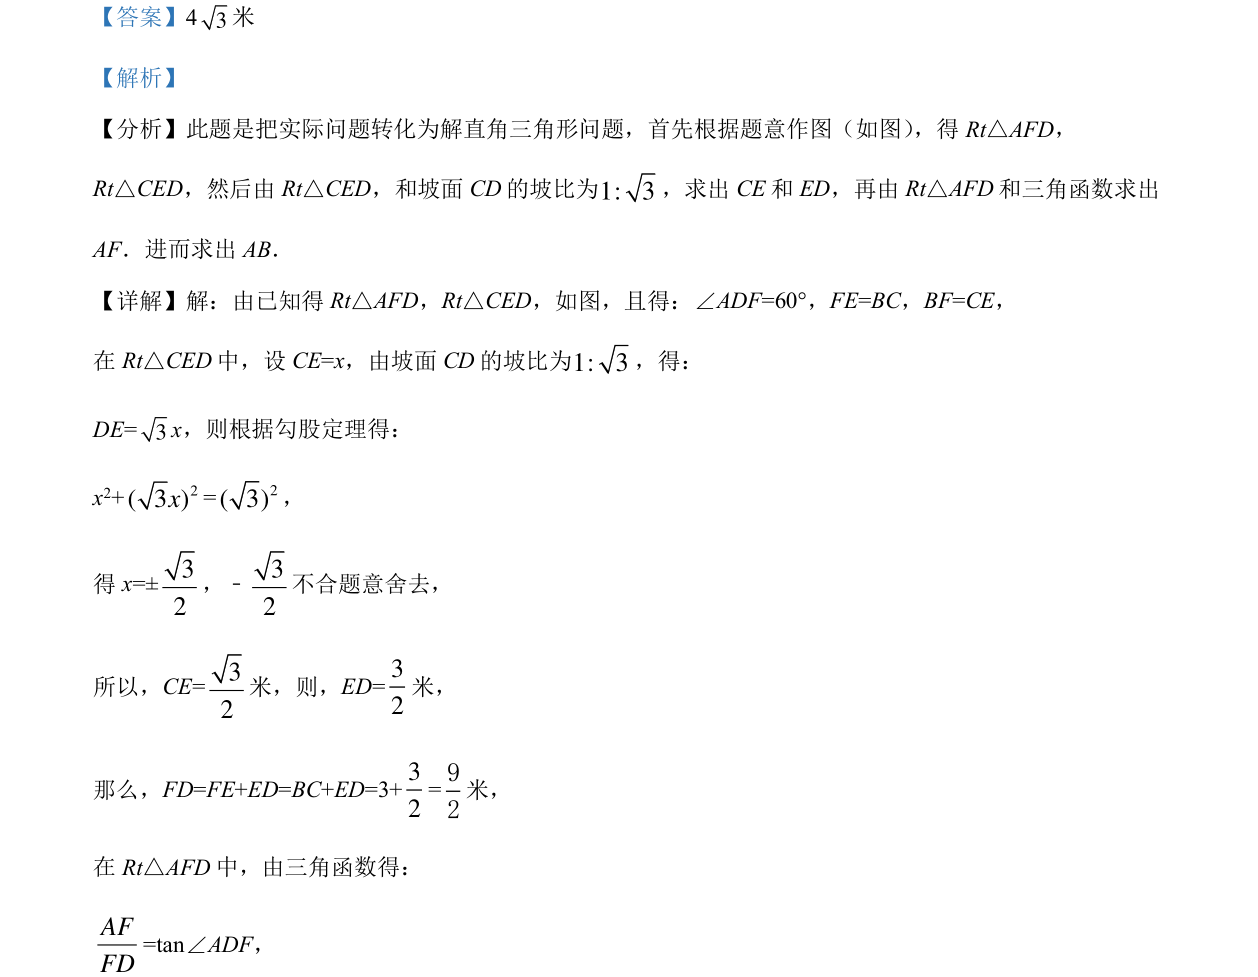 【答案】4√3 米
【解析】
【分析】此题是把实际问题转化为解直角三角形问题，首先根据题意作图（如图），得 Rt△AFD，
Rt△CED，然后由 Rt△CED，和坡面 CD 的坡比为1:√3，求出 CE 和 ED，再由 Rt△AFD 和三角函数求出
AF．进而求出 AB．
【详解】解：由已知得 Rt△AFD，Rt△CED，如图，且得：∠ADF=60°，FE=BC，BF=CE，
在 Rt△CED 中，设 CE=x，由坡面 CD 的坡比为1:√3，得：
DE=√3x，则根据勾股定理得：
x²+(√3x)²=(√3)²，
得 x=±√3/2，﹣√3/2不合题意舍去，
所以，CE=√3/2米，则，ED=3/2米，
那么，FD=FE+ED=BC+ED=3+3/2=9/2米，
在 Rt△AFD 中，由三角函数得：
AF/FD=tan∠ADF，